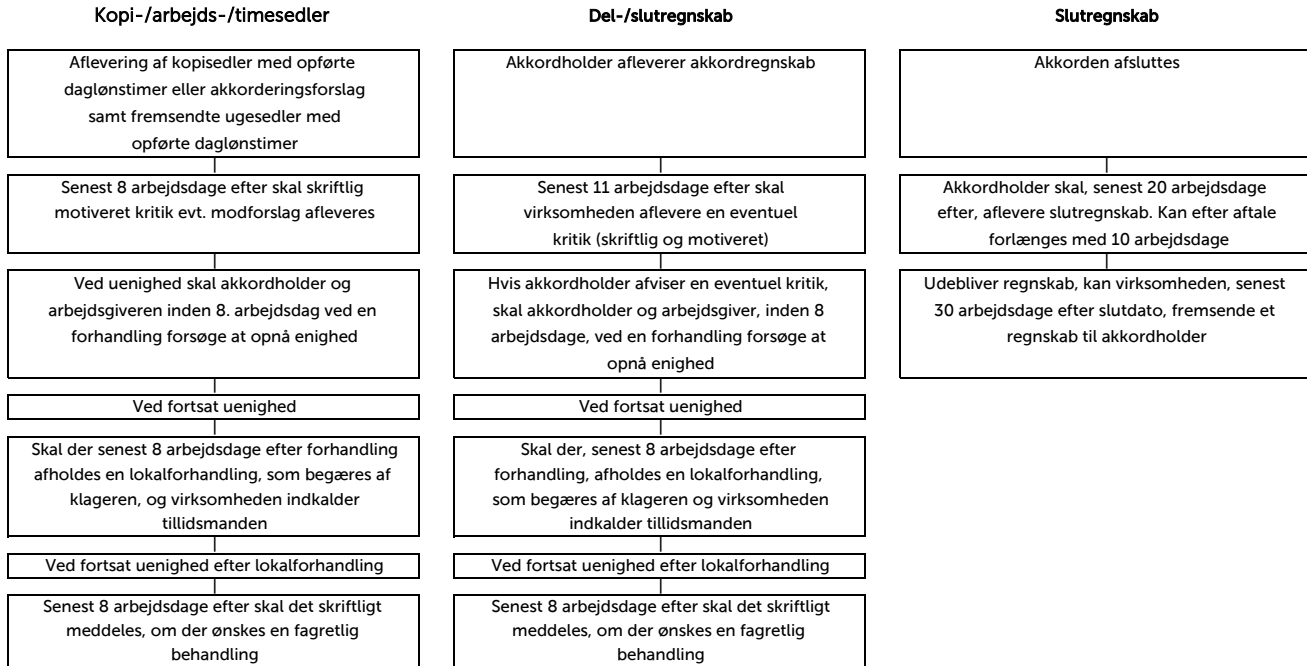 Kopi-/arbejds-/timesedler
Aflevering af kopisedler med opførte
daglønstimer eller akkorderingsforslag
samt fremsendte ugesedler med
opførte daglønstimer
Senest 8 arbejdsdage efter skal skriftlig
motiveret kritik evt. modforslag afleveres
Ved uenighed skal akkordholder og
arbejdsgiveren inden 8. arbejdsdag ved en
forhandling forsøge at opnå enighed
Ved fortsat uenighed
Skal der senest 8 arbejdsdage efter forhandling
afholdes en lokalforhandling, som begæres af
klageren, og virksomheden indkalder
tillidsmanden
Ved fortsat uenighed efter lokalforhandling
Senest 8 arbejdsdage efter skal det skriftligt
meddeles, om der ønskes en fagretlig
behandling
Del-/slutregnskab
Akkordholder afleverer akkordregnskab
Senest 11 arbejdsdage efter skal
virksomheden aflevere en eventuel
kritik (skriftlig og motiveret)
Hvis akkordholder afviser en eventuel kritik,
skal akkordholder og arbejdsgiver, inden 8
arbejdsdage, ved en forhandling forsøge at
opnå enighed
Ved fortsat uenighed
Skal der, senest 8 arbejdsdage efter
forhandling, afholdes en lokalforhandling,
som begæres af klageren og virksomheden
indkalder tillidsmanden
Ved fortsat uenighed efter lokalforhandling
Senest 8 arbejdsdage efter skal det skriftligt
meddeles, om der ønskes en fagretlig
behandling
Slutregnskab
Akkorden afsluttes
Akkordholder skal, senest 20 arbejdsdage
efter, aflevere slutregnskab. Kan efter aftale
forlænges med 10 arbejdsdage
Udebliver regnskab, kan virksomheden, senest
30 arbejdsdage efter slutdato, fremsende et
regnskab til akkordholder